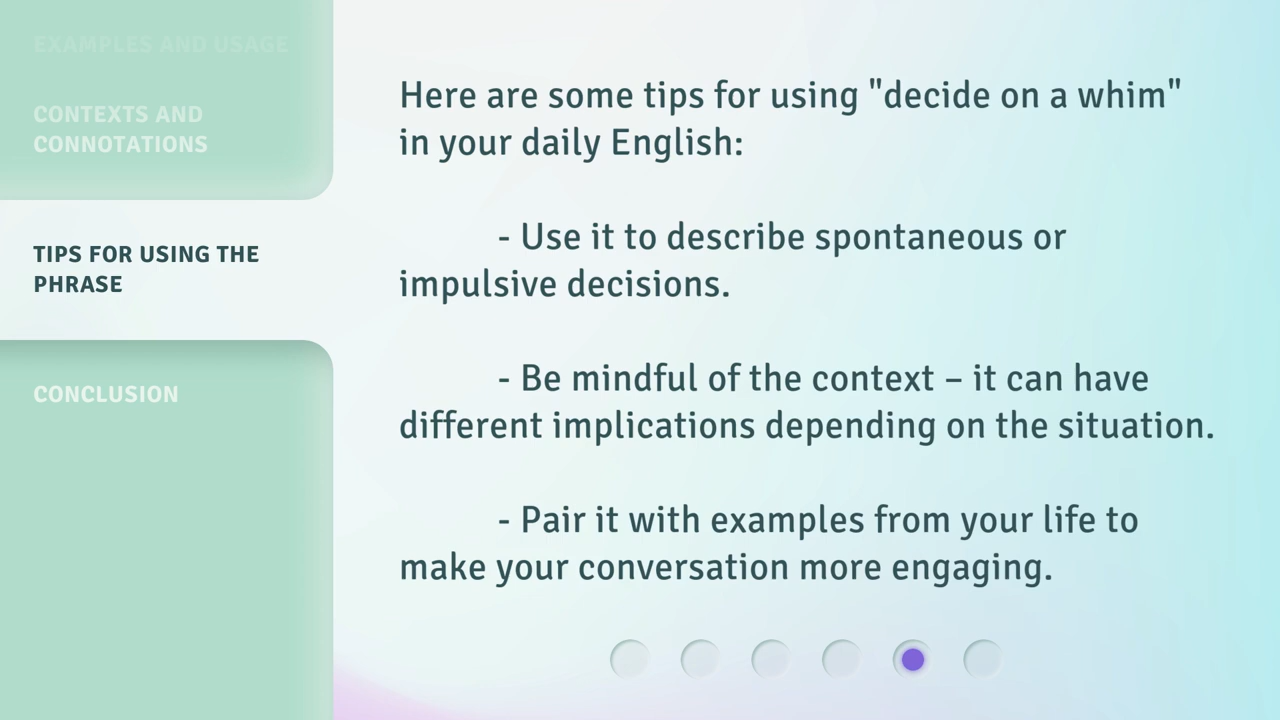 EXAMPLES AND USAGE
CONTEXTS AND
CONNOTATIONS
TIPS FOR USING THE
PHRASE
CONCLUSION
Here are some tips for using "decide on a whim"
in your daily English:
- Use it to describe spontaneous or
impulsive decisions.
- Be mindful of the context – it can have
different implications depending on the situation.
- Pair it with examples from your life to
make your conversation more engaging.